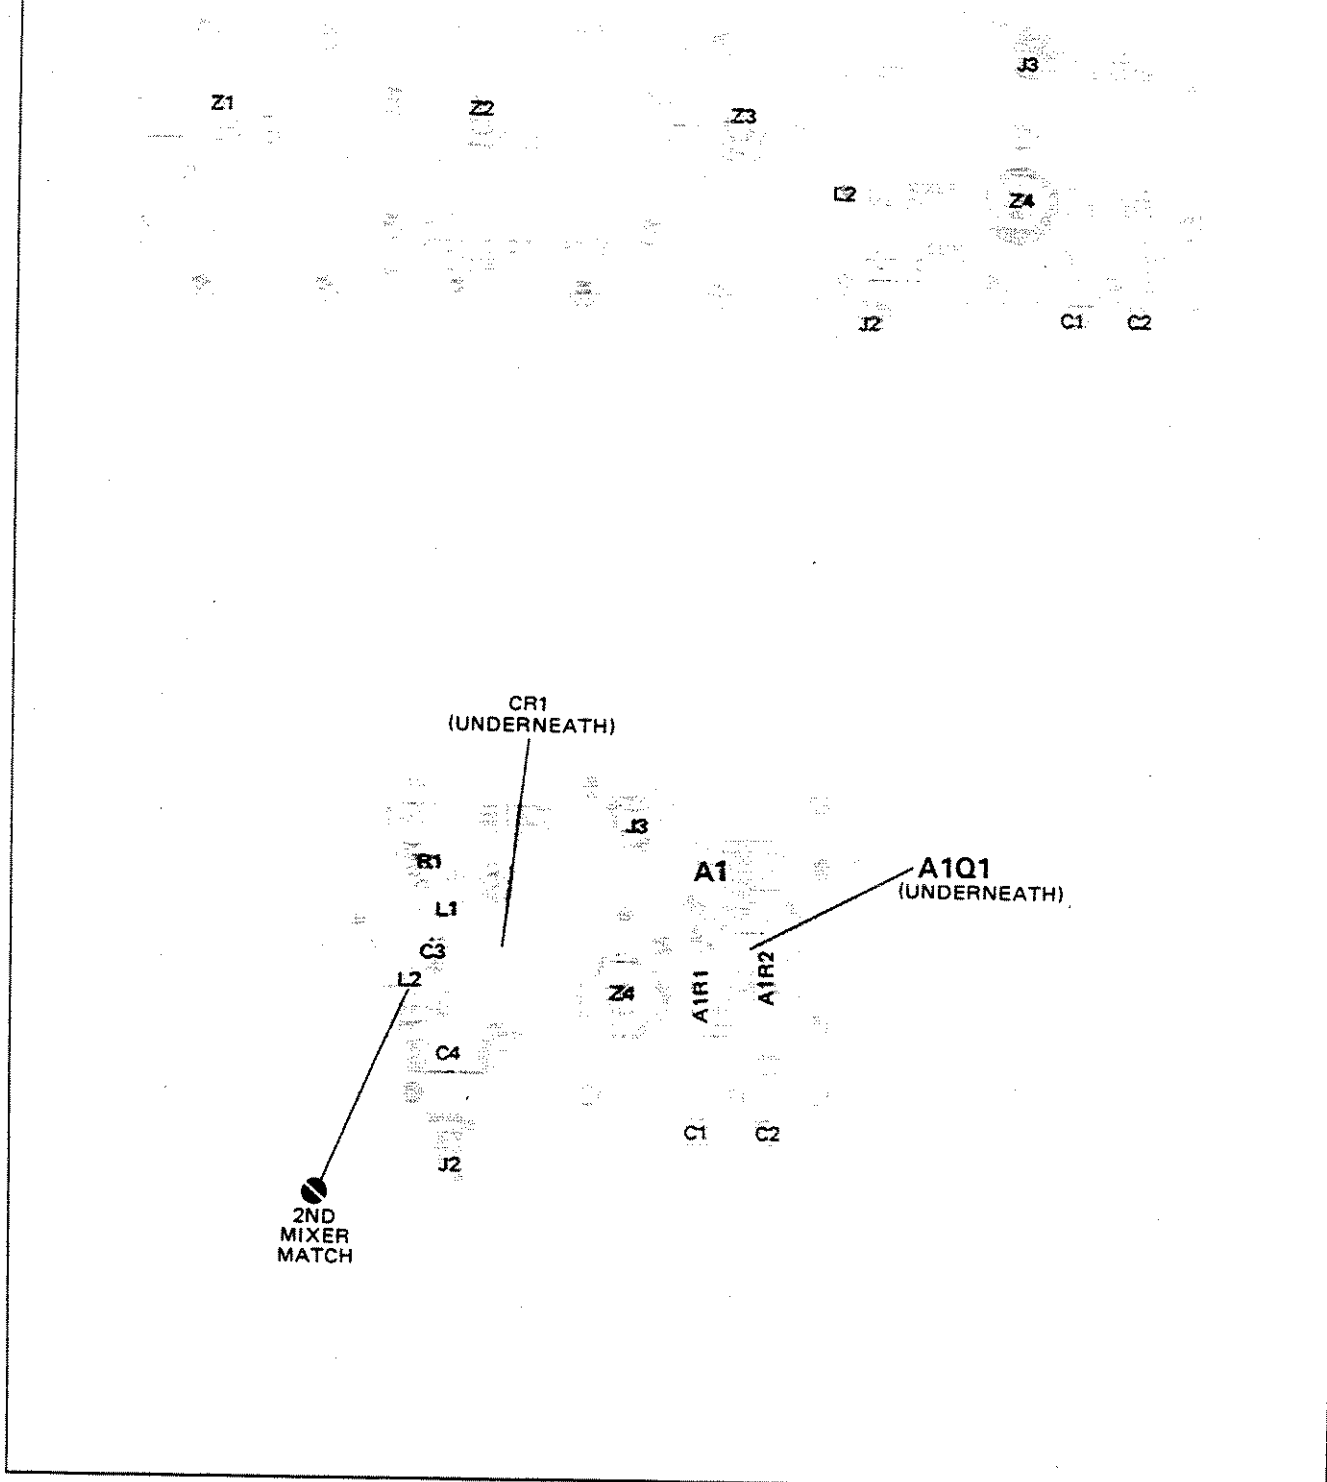 J3
Z1
Z2
Z3
L2
Z4
J2
C1
C2
CR1
(UNDERNEATH)
J3
R1
A1
A1Q1
(UNDERNEATH)
L1
C3
L2
A1R1
A1R2
Z4
C4
C1
C2
J2
2ND
MIXER
MATCH